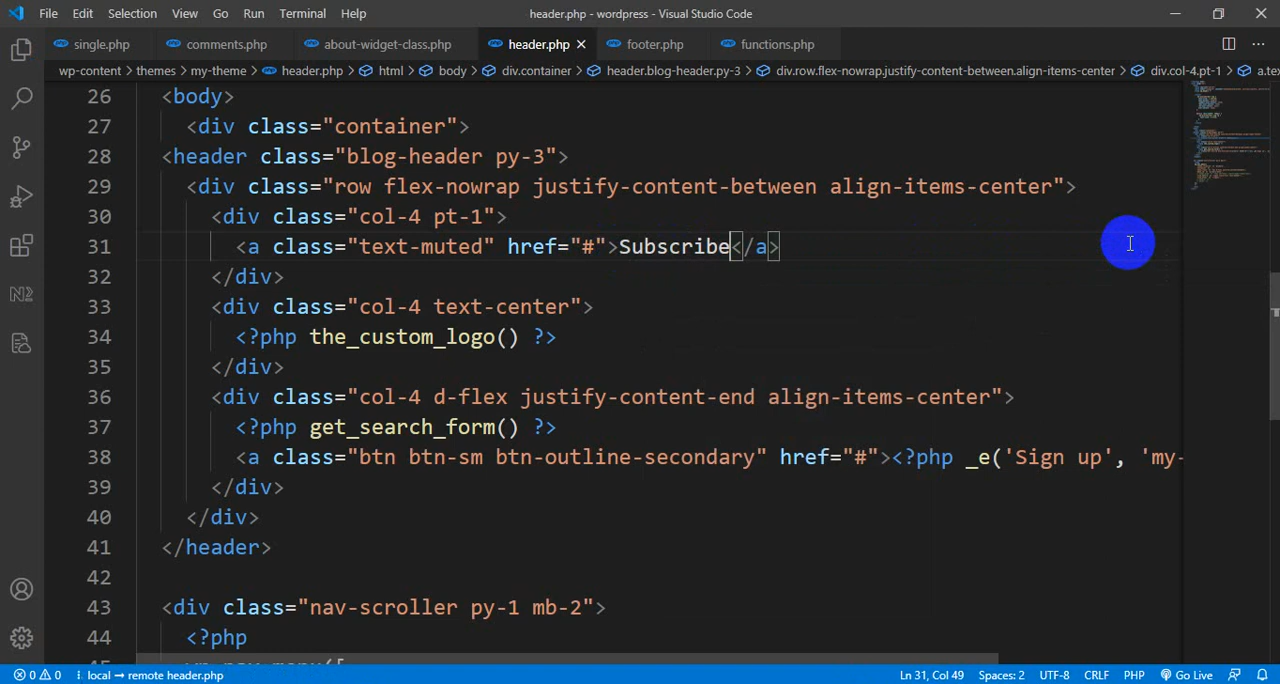 File Edit Selection View Go Run Terminal Help header.php - wordpress - Visual Studio Code
single.php comments.php about-widget-class.php header.php footer.php functions.php
wp-content > themes > my-theme > header.php > html > body > div.container > header.blog-header.py-3 > div.row.flex-nowrap.justify-content-between.align-items-center > div.col-4.pt-1 > a.te
26 <body>
27 <div class="container">
28 <header class="blog-header py-3">
29 <div class="row flex-nowrap justify-content-between align-items-center">
30 <div class="col-4 pt-1">
31 <a class="text-muted" href="#">Subscribe</a>
32 </div>
33 <div class="col-4 text-center">
34 <?php the_custom_logo() ?>
35 </div>
36 <div class="col-4 d-flex justify-content-end align-items-center">
37 <?php get_search_form() ?>
38 <a class="btn btn-sm btn-outline-secondary" href="#"><?php _e('Sign up', 'my-
39 </div>
40 </div>
41 </header>
42
43 <div class="nav-scroller py-1 mb-2">
44 <?php
0 0 local → remote header.php Ln 31, Col 49 Spaces: 2 UTF-8 CRLF PHP Go Live